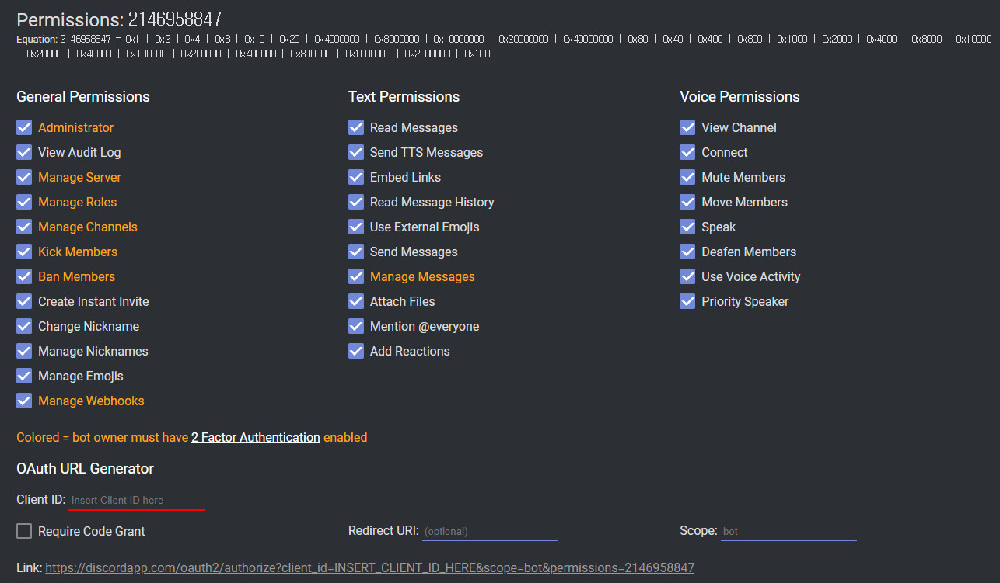 Permissions: 2146958847
Equation: 2146958847 = 0x1 | 0x2 | 0x4 | 0x8 | 0x10 | 0x20 | 0x4000000 | 0x8000000 | 0x10000000 | 0x20000000 | 0x40000000 | 0x80 | 0x40 | 0x400 | 0x800 | 0x1000 | 0x2000 | 0x4000 | 0x8000 | 0x10000
| 0x20000 | 0x40000 | 0x100000 | 0x200000 | 0x400000 | 0x800000 | 0x1000000 | 0x2000000 | 0x100
General Permissions
Administrator
View Audit Log
Manage Server
Manage Roles
Manage Channels
Kick Members
Ban Members
Create Instant Invite
Change Nickname
Manage Nicknames
Manage Emojis
Manage Webhooks
Text Permissions
Read Messages
Send TTS Messages
Embed Links
Read Message History
Use External Emojis
Send Messages
Manage Messages
Attach Files
Mention @everyone
Add Reactions
Voice Permissions
View Channel
Connect
Mute Members
Move Members
Speak
Deafen Members
Use Voice Activity
Priority Speaker
Colored = bot owner must have 2 Factor Authentication enabled
OAuth URL Generator
Client ID: Insert Client ID here
Require Code Grant
Redirect URI: (optional)
Scope: bot
Link: https://discordapp.com/oauth2/authorize?client_id=INSERT_CLIENT_ID_HERE&scope=bot&permissions=2146958847